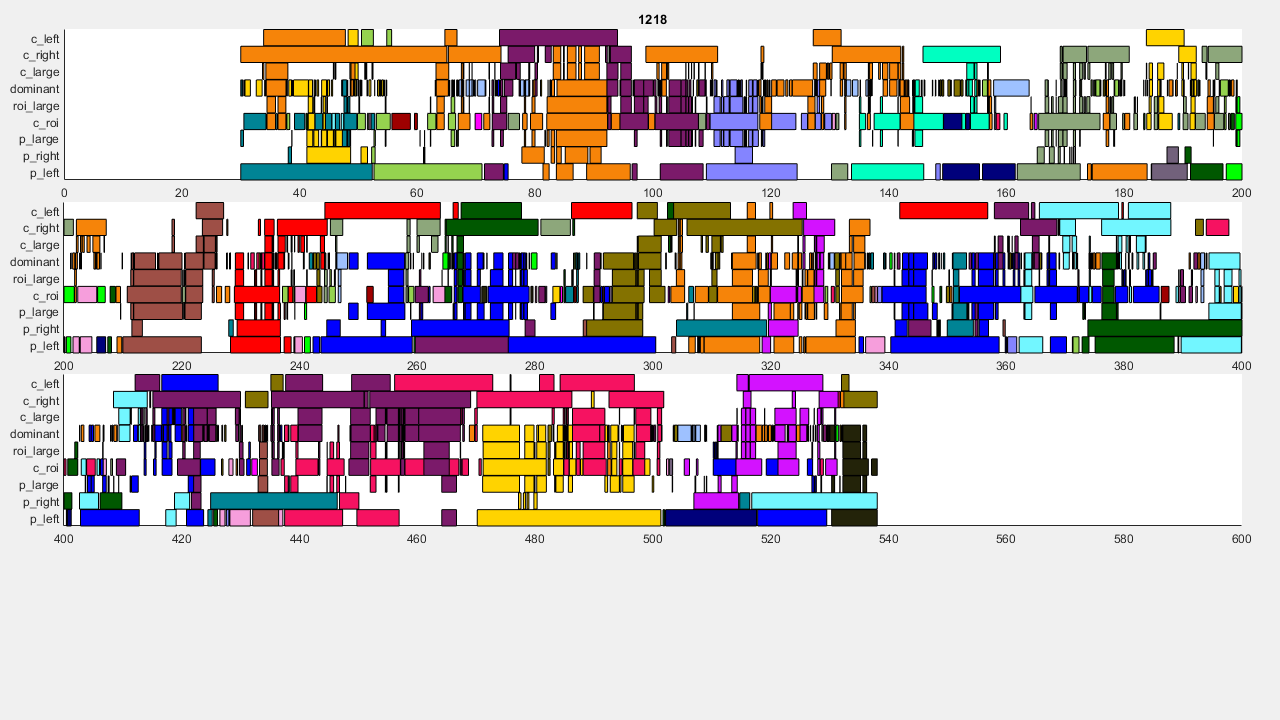 1218
c_left
c_right
c_large
dominant
roi_large
c_roi
p_large
p_right
p_left
0 20 40 60 80 100 120 140 160 180 200
c_left
c_right
c_large
dominant
roi_large
c_roi
p_large
p_right
p_left
200 220 240 260 280 300 320 340 360 380 400
c_left
c_right
c_large
dominant
roi_large
c_roi
p_large
p_right
p_left
400 420 440 460 480 500 520 540 560 580 600